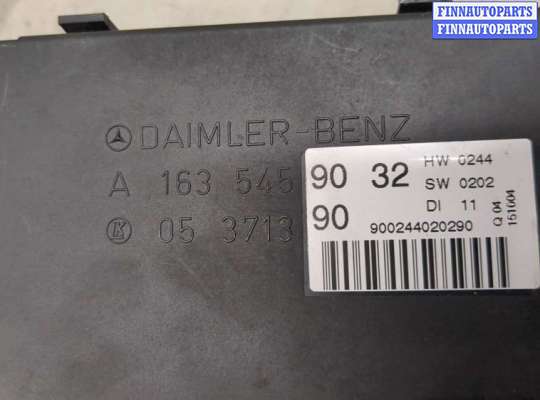 FINNAUTOPARTS
FINNAUTOPARTS
DAIMLER-BENZ
A 163 545 90 32
05 3713 90
HW 0244
SW 0202
DI 11
900244020290
Q 04
151604